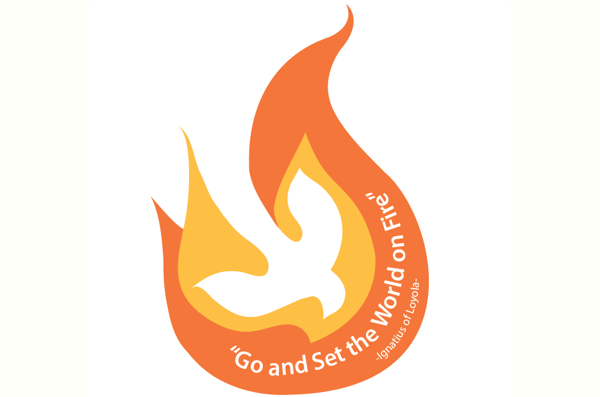 “Go and Set the World on Fire”
-Ignatius of Loyola-